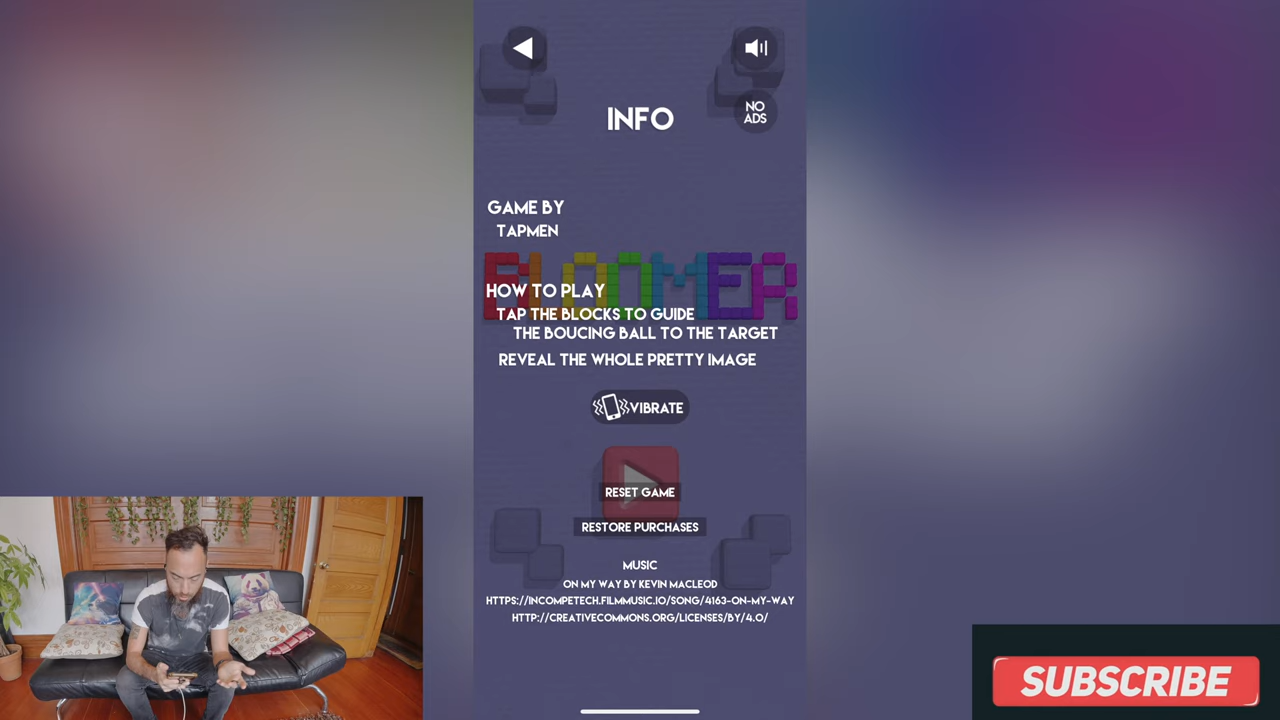 INFO
NO
ADS
GAME BY
TAPMEN
BLOOMER
HOW TO PLAY
TAP THE BLOCKS TO GUIDE
THE BOUCING BALL TO THE TARGET
REVEAL THE WHOLE PRETTY IMAGE
VIBRATE
RESET GAME
RESTORE PURCHASES
MUSIC
ON MY WAY BY KEVIN MACLEOD
HTTPS://INCOMPETECH.FILMMUSIC.IO/SONG/4163-ON-MY-WAY
HTTP://CREATIVECOMMONS.ORG/LICENSES/BY/4.0/
SUBSCRIBE